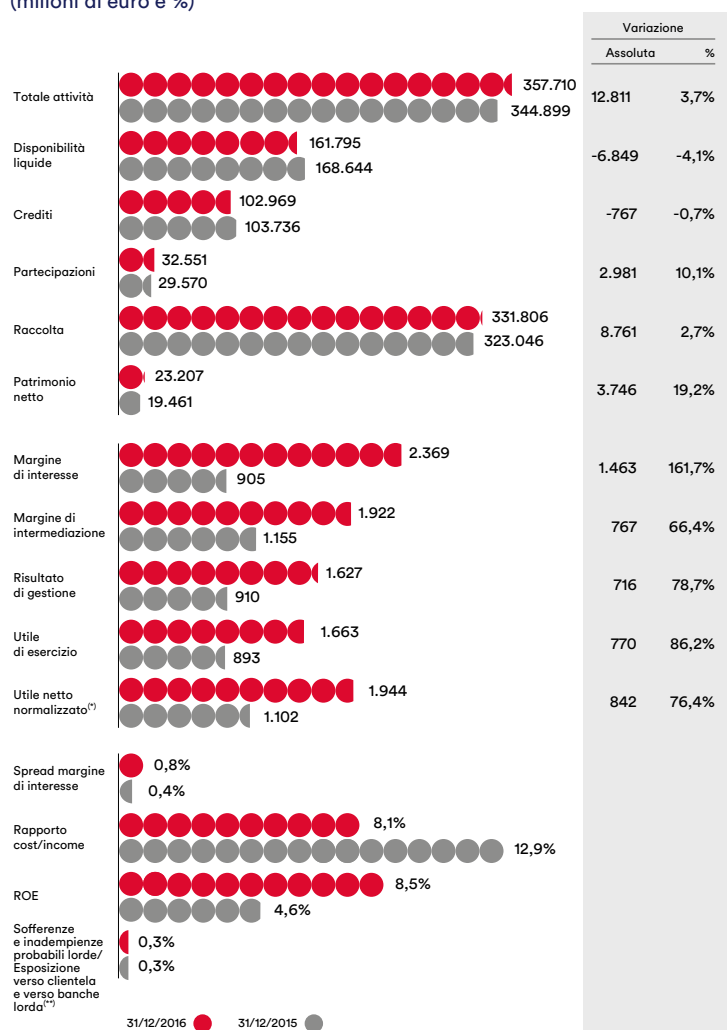 (milioni di euro e %)
Variazione
Assoluta %
Totale attività 357.710 344.899 12.811 3,7%
Disponibilità
liquide 161.795 168.644 -6.849 -4,1%
Crediti 102.969 103.736 -767 -0,7%
Partecipazioni 32.551 29.570 2.981 10,1%
Raccolta 331.806 323.046 8.761 2,7%
Patrimonio
netto 23.207 19.461 3.746 19,2%
Margine
di interesse 2.369 905 1.463 161,7%
Margine di
intermediazione 1.922 1.155 767 66,4%
Risultato
di gestione 1.627 910 716 78,7%
Utile
di esercizio 1.663 893 770 86,2%
Utile netto
normalizzato(*) 1.944 1.102 842 76,4%
Spread margine
di interesse 0,8% 0,4%
Rapporto
cost/income 8,1% 12,9%
ROE 8,5% 4,6%
Sofferenze
e inadempienze
probabili lorde/
Esposizione
verso clientela
e verso banche
lorda(**) 0,3% 0,3%
31/12/2016 31/12/2015